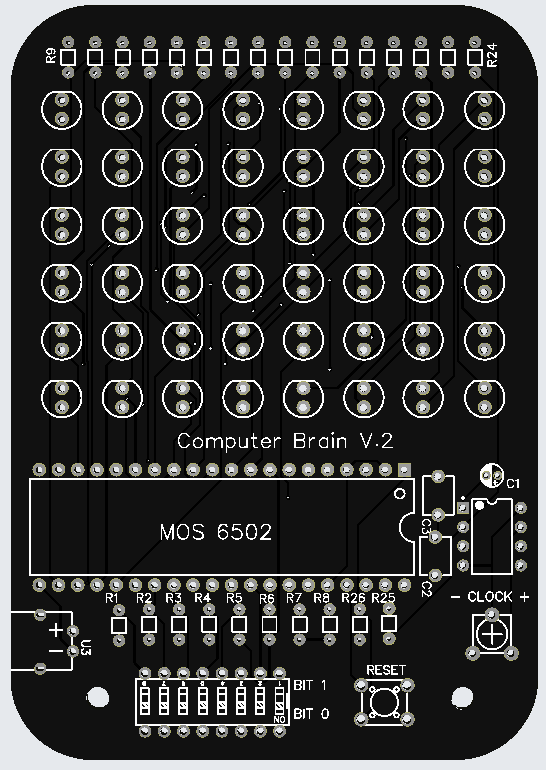 R9
R24
Computer Brain V.2
MOS 6502
C1
C3
C2
R1 R2 R3 R4 R5 R6 R7 R8 R26 R25
- CLOCK +
+
-
U3
RESET
BIT 1
BIT 0
NO